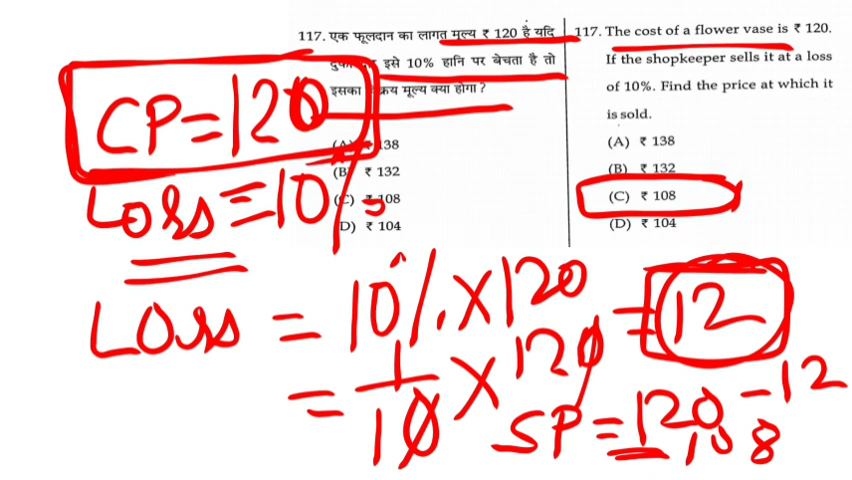 117. एक फूलदान का लागत मूल्य ₹ 120 है यदि
इसे 10% हानि पर बेचता है तो
इसका क्रय मूल्य क्या होगा ?
(A) ₹ 138
(B) ₹ 132
(C) ₹ 108
(D) ₹ 104
117. The cost of a flower vase is ₹ 120.
If the shopkeeper sells it at a loss
of 10%. Find the price at which it
is sold.
(A) ₹ 138
(B) ₹ 132
(C) ₹ 108
(D) ₹ 104
CP=120
Loss=10%
Loss = 10% × 120 = 12
= 1/10 × 120
SP = 120 - 12
108